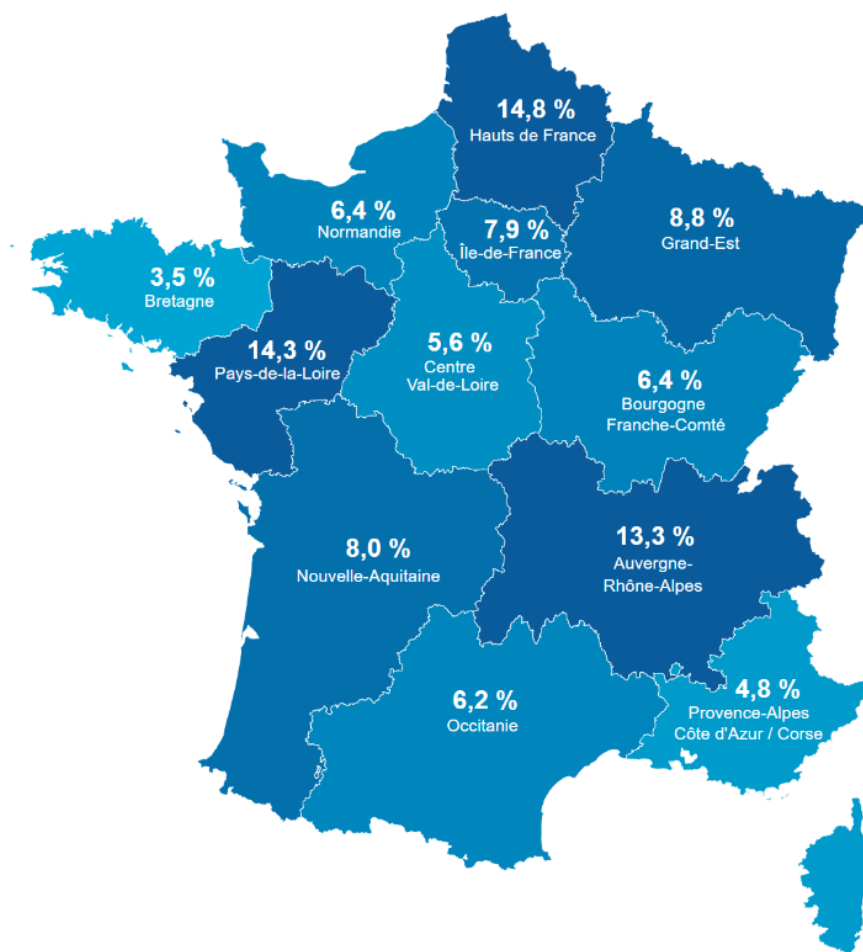 14,8 %
Hauts de France
6,4 %
Normandie
7,9 %
Île-de-France
8,8 %
Grand-Est
3,5 %
Bretagne
14,3 %
Pays-de-la-Loire
5,6 %
Centre
Val-de-Loire
6,4 %
Bourgogne
Franche-Comté
8,0 %
Nouvelle-Aquitaine
13,3 %
Auvergne-
Rhône-Alpes
6,2 %
Occitanie
4,8 %
Provence-Alpes
Côte d'Azur / Corse